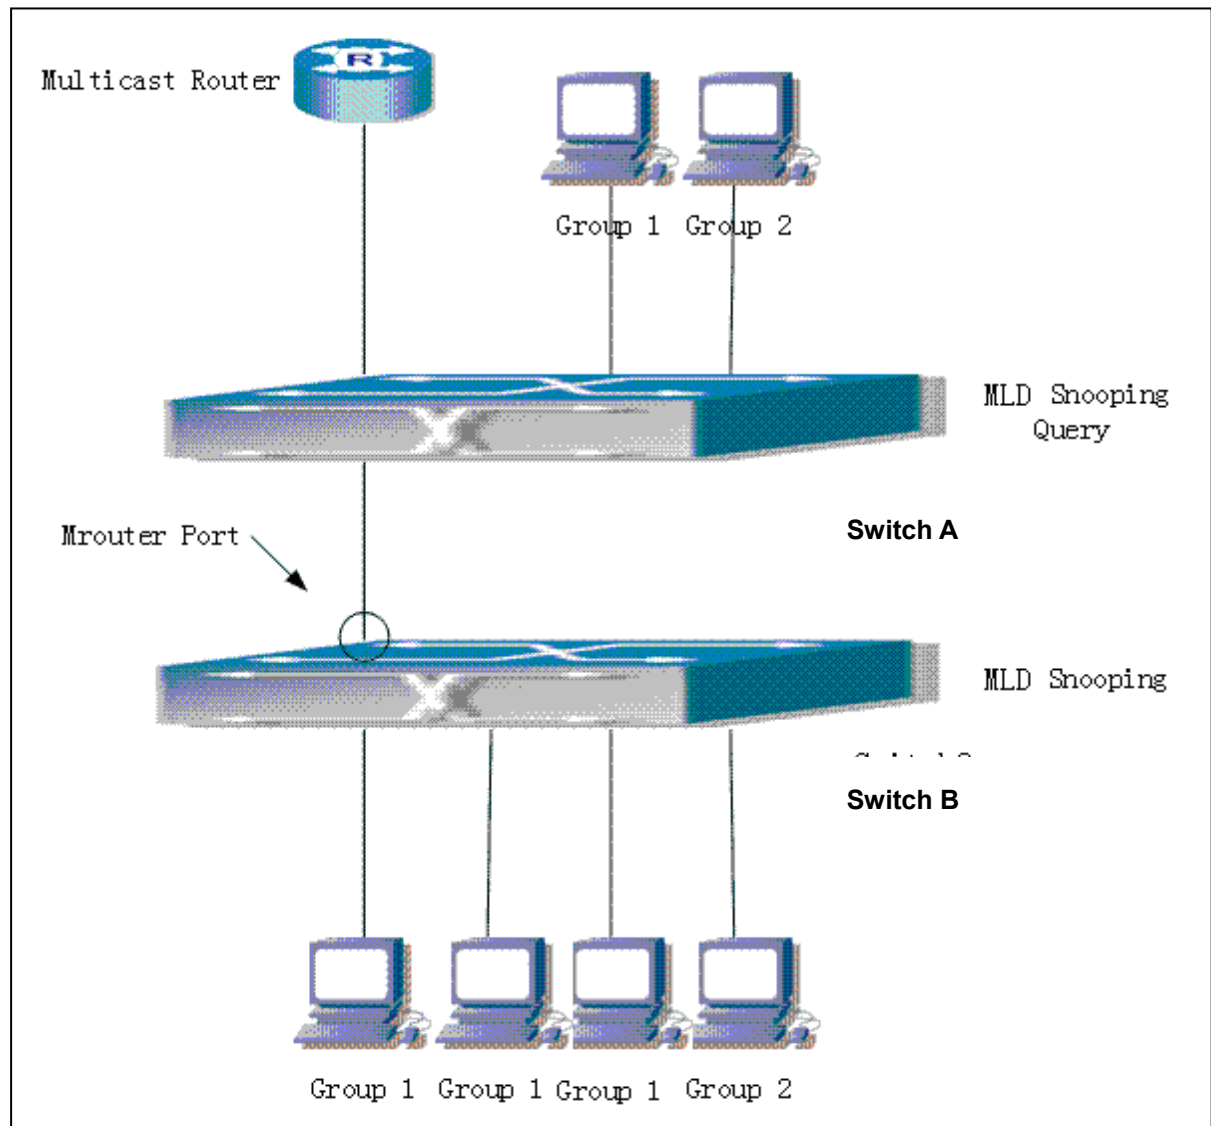 Multicast Router
R
Group 1 Group 2
MLD Snooping
Query
Switch A
Mrouter Port
MLD Snooping
Switch B
Group 1 Group 1 Group 1 Group 2